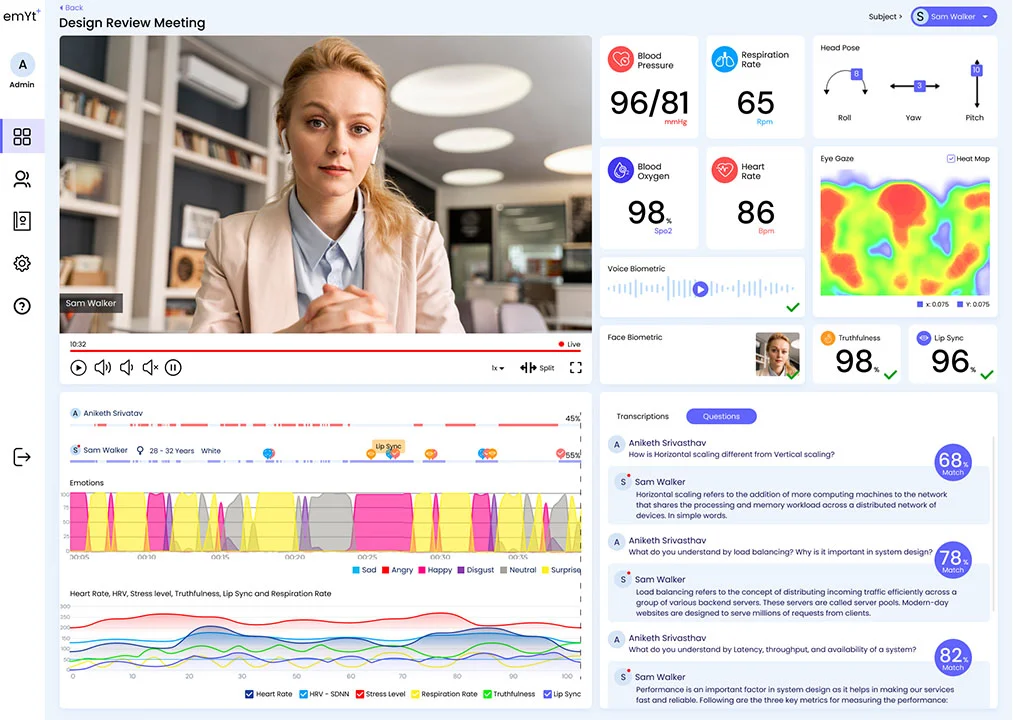 emYt+
A
Admin
Back
Design Review Meeting
Subject >
S Sam Walker
Sam Walker
10:32
Live
1x
Split
Blood
Pressure
96/81
mmHg
Respiration
Rate
65
Rpm
Head Pose
8
3
10
Roll
Yaw
Pitch
Blood
Oxygen
98%
Spo2
Heart
Rate
86
Bpm
Eye Gaze
Heat Map
x: 0.075
Y: 0.075
Voice Biometric
Face Biometric
Truthfulness
98%
Lip Sync
96%
A Aniketh Srivatav
45%
S Sam Walker
28 - 32 Years
White
Lip Sync
55%
Emotions
100
75
50
25
0
00:05
00:10
00:15
00:20
00:25
00:30
00:35
Sad
Angry
Happy
Disgust
Neutral
Surprise
Heart Rate, HRV, Stress level, Truthfulness, Lip Sync and Respiration Rate
300
250
200
150
100
50
0
0
10
20
30
40
50
60
70
80
90
100
Heart Rate
HRV - SDNN
Stress Level
Respiration Rate
Truthfulness
Lip Sync
Transcriptions
Questions
A Aniketh Srivasthav
How is Horizontal scaling different from Vertical scaling?
68%
Match
S Sam Walker
Horizontal scaling refers to the addition of more computing machines to the network
that shares the processing and memory workload across a distributed network of
devices. In simple words.
A Aniketh Srivasthav
What do you understand by load balancing? Why is it important in system design?
78%
Match
S Sam Walker
Load balancing refers to the concept of distributing incoming traffic efficiently across a
group of various backend servers. These servers are called server pools. Modern-day
websites are designed to serve millions of requests from clients.
A Aniketh Srivasthav
What do you understand by Latency, throughput, and availability of a system?
82%
Match
S Sam Walker
Performance is an important factor in system design as it helps in making our services
fast and reliable. Following are the three key metrics for measuring the performance: